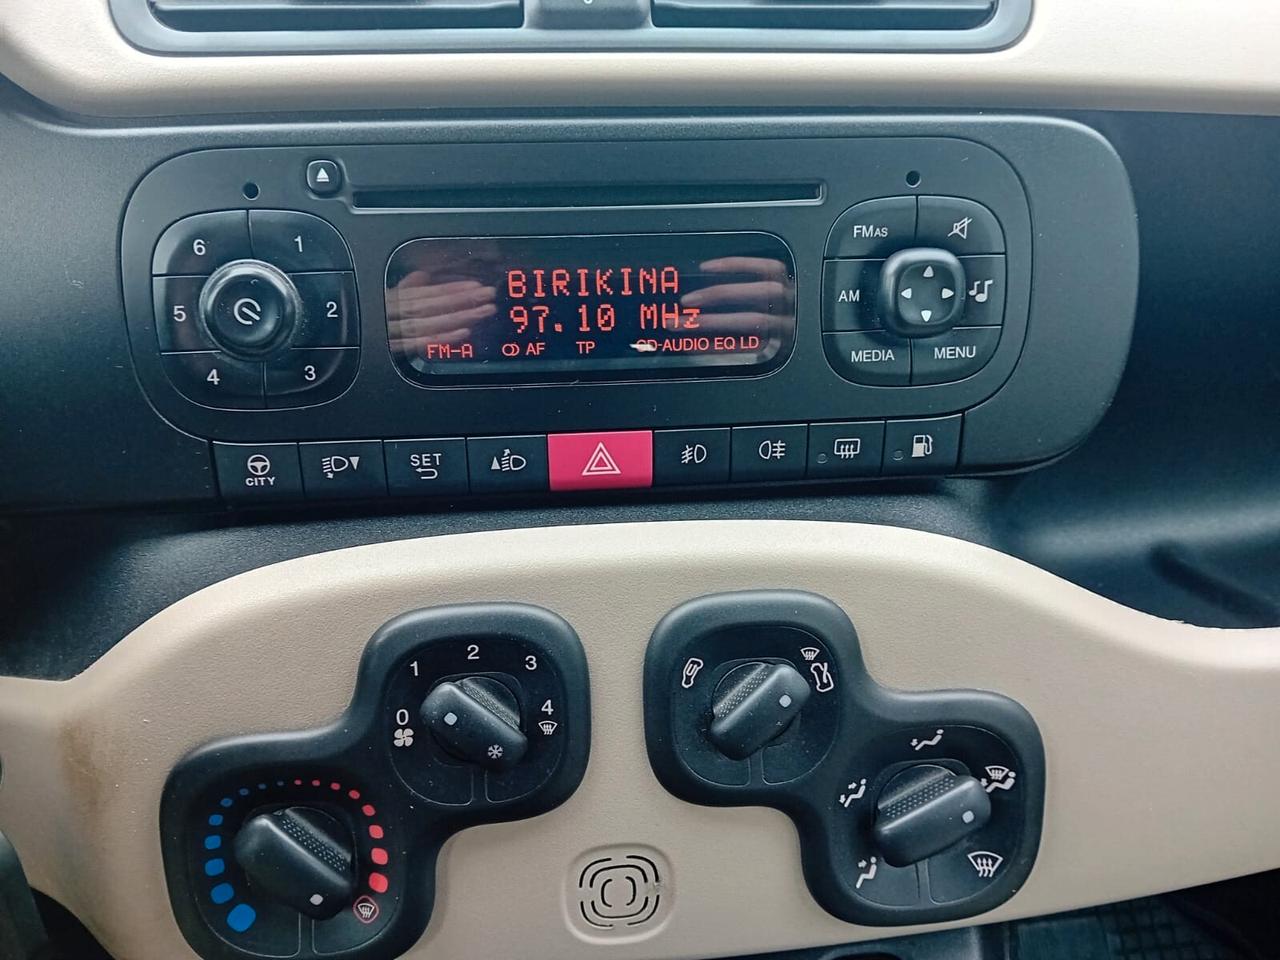 6 1
5 2
4 3
BIRIKINA
97.10 MHz
FM-A AF TP CD-AUDIO EQ LD
FMAS
AM
MEDIA MENU
CITY
SET
0 1 2 3 4